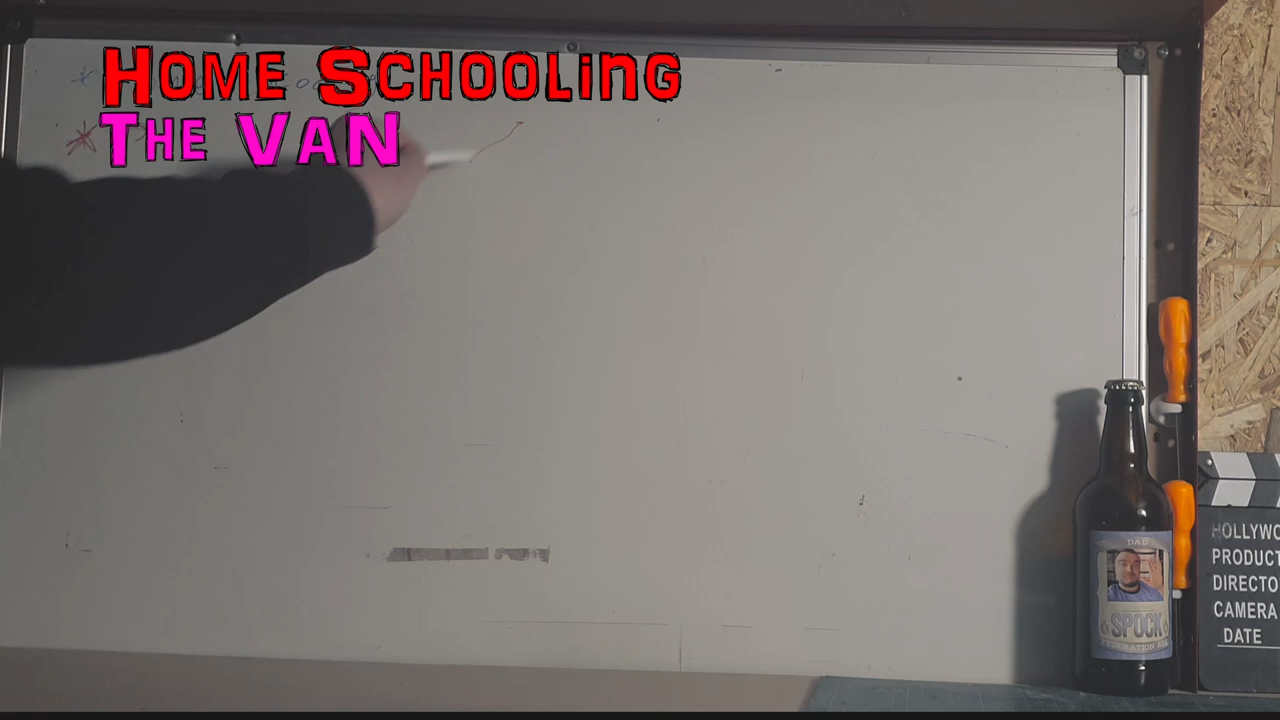 Home Schooling
The Van
DAD
SPOCK
HOLLYWO
PRODUCT
DIRECTO
CAMERA
DATE